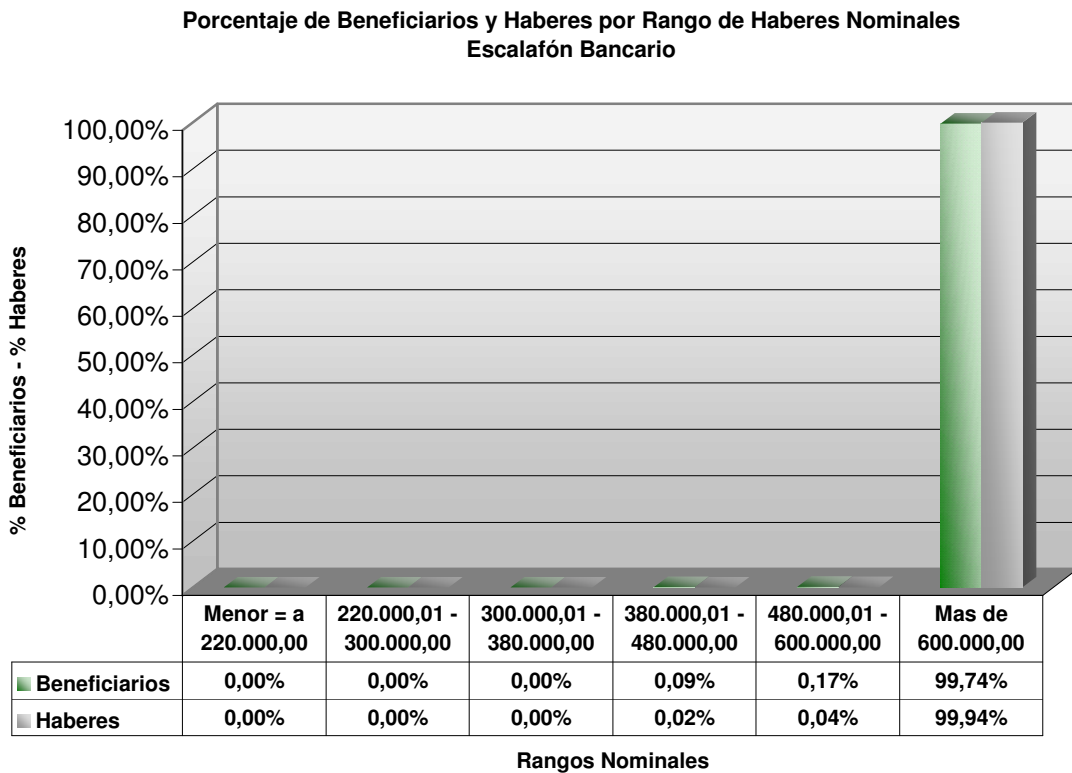 Porcentaje de Beneficiarios y Haberes por Rango de Haberes Nominales
Escalafón Bancario
% Beneficiarios - % Haberes
100,00%
90,00%
80,00%
70,00%
60,00%
50,00%
40,00%
30,00%
20,00%
10,00%
0,00%
Menor = a 220.000,01 - 300.000,01 - 380.000,01 - 480.000,01 - Mas de
220.000,00 300.000,00 380.000,00 480.000,00 600.000,00 600.000,00
Beneficiarios 0,00% 0,00% 0,00% 0,09% 0,17% 99,74%
Haberes 0,00% 0,00% 0,00% 0,02% 0,04% 99,94%
Rangos Nominales